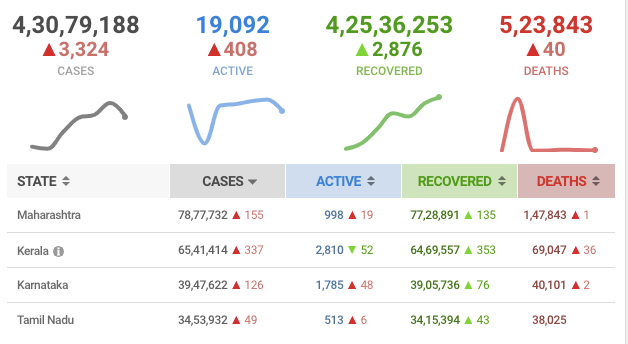 4,30,79,188 19,092 4,25,36,253 5,23,843
▲3,324 ▲408 ▲2,876 ▲40
CASES ACTIVE RECOVERED DEATHS
STATE CASES ACTIVE RECOVERED DEATHS
Maharashtra 78,77,732 ▲ 155 998 ▲ 19 77,28,891 ▲ 135 1,47,843 ▲ 1
Kerala 65,41,414 ▲ 337 2,810 ▼ 52 64,69,557 ▲ 353 69,047 ▲ 36
Karnataka 39,47,622 ▲ 126 1,785 ▲ 48 39,05,736 ▲ 76 40,101 ▲ 2
Tamil Nadu 34,53,932 ▲ 49 513 ▲ 6 34,15,394 ▲ 43 38,025